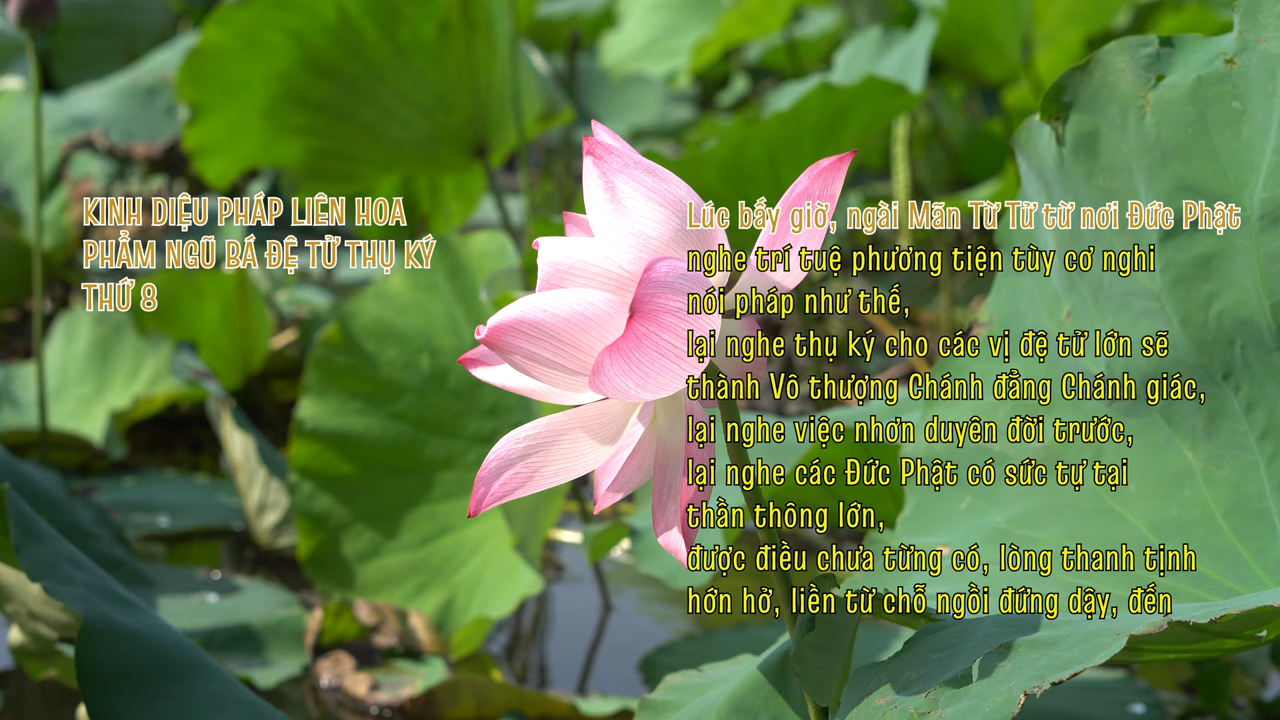 KINH DIỆU PHÁP LIÊN HOA
PHẨM NGŨ BÁ ĐỆ TỬ THỤ KÝ
THỨ 8
Lúc bấy giờ, ngài Mãn Từ Tử từ nơi Đức Phật
nghe trí tuệ phương tiện tùy cơ nghi
nói pháp như thế,
lại nghe thụ ký cho các vị đệ tử lớn sẽ
thành Vô thượng Chánh đẳng Chánh giác,
lại nghe việc nhơn duyên đời trước,
lại nghe các Đức Phật có sức tự tại
thần thông lớn,
được điều chưa từng có, lòng thanh tịnh
hớn hở, liền từ chỗ ngồi đứng dậy, đến